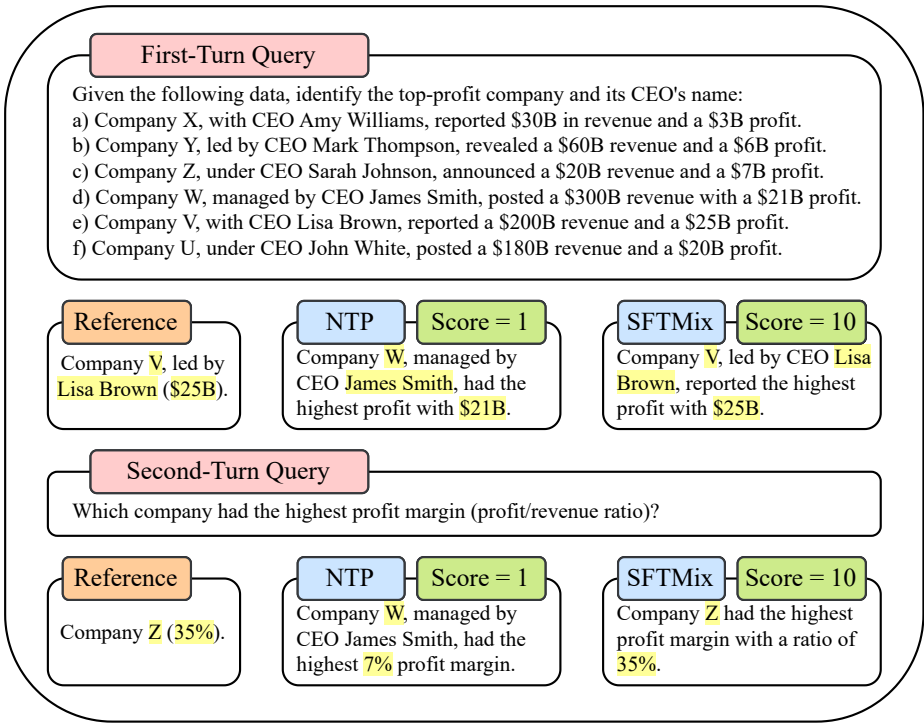 First-Turn Query
Given the following data, identify the top-profit company and its CEO's name:
a) Company X, with CEO Amy Williams, reported $30B in revenue and a $3B profit.
b) Company Y, led by CEO Mark Thompson, revealed a $60B revenue and a $6B profit.
c) Company Z, under CEO Sarah Johnson, announced a $20B revenue and a $7B profit.
d) Company W, managed by CEO James Smith, posted a $300B revenue with a $21B profit.
e) Company V, with CEO Lisa Brown, reported a $200B revenue and a $25B profit.
f) Company U, under CEO John White, posted a $180B revenue and a $20B profit.
Reference
Company V, led by
Lisa Brown ($25B).
NTP
Score = 1
Company W, managed by
CEO James Smith, had the
highest profit with $21B.
SFTMix
Score = 10
Company V, led by CEO Lisa
Brown, reported the highest
profit with $25B.
Second-Turn Query
Which company had the highest profit margin (profit/revenue ratio)?
Reference
Company Z (35%).
NTP
Score = 1
Company W, managed by
CEO James Smith, had the
highest 7% profit margin.
SFTMix
Score = 10
Company Z had the highest
profit margin with a ratio of
35%.